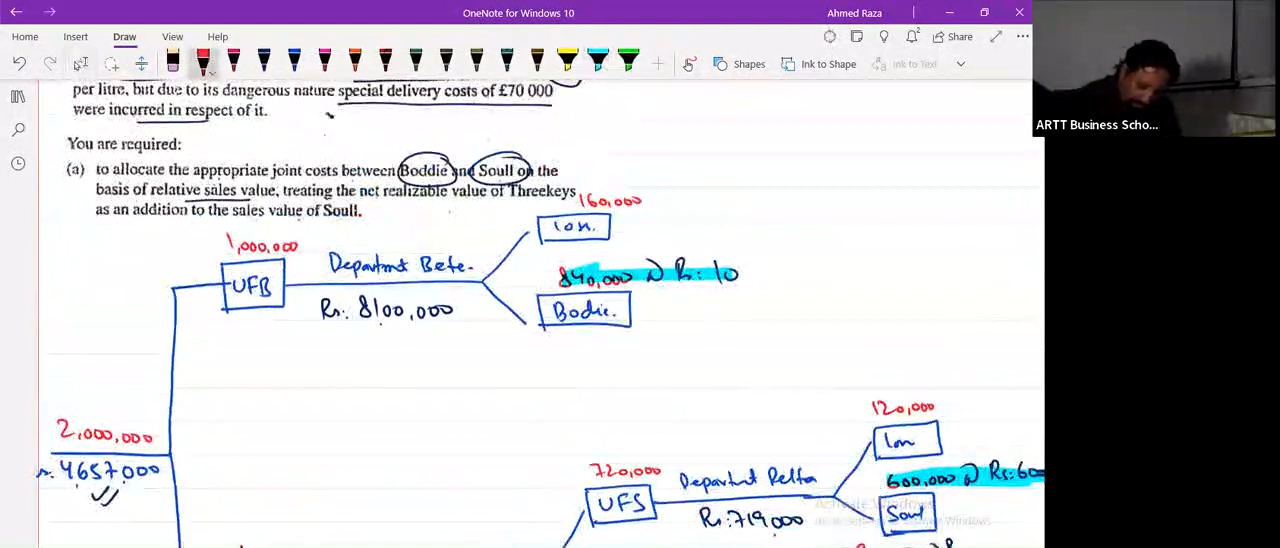 OneNote for Windows 10
Ahmed Raza
Home Insert Draw View Help
Share
Shapes Ink to Shape Ink to Text
per litre, but due to its dangerous nature special delivery costs of £70 000
were incurred in respect of it.
You are required:
(a) to allocate the appropriate joint costs between Boddie and Soull on the
basis of relative sales value, treating the net realizable value of Threekeys
as an addition to the sales value of Soull.
ARTT Business Scho...
160,000
Loss.
1,000,000
UFB
Department Beta.
Rs: 8100,000
840,000 @ Rs: 10
Bodie.
2,000,000
4657,000
120,000
Loss
720,000
UFS
Department Delta
Rs: 719,000
600,000 @ Rs: 600
Soul
Activate Windows